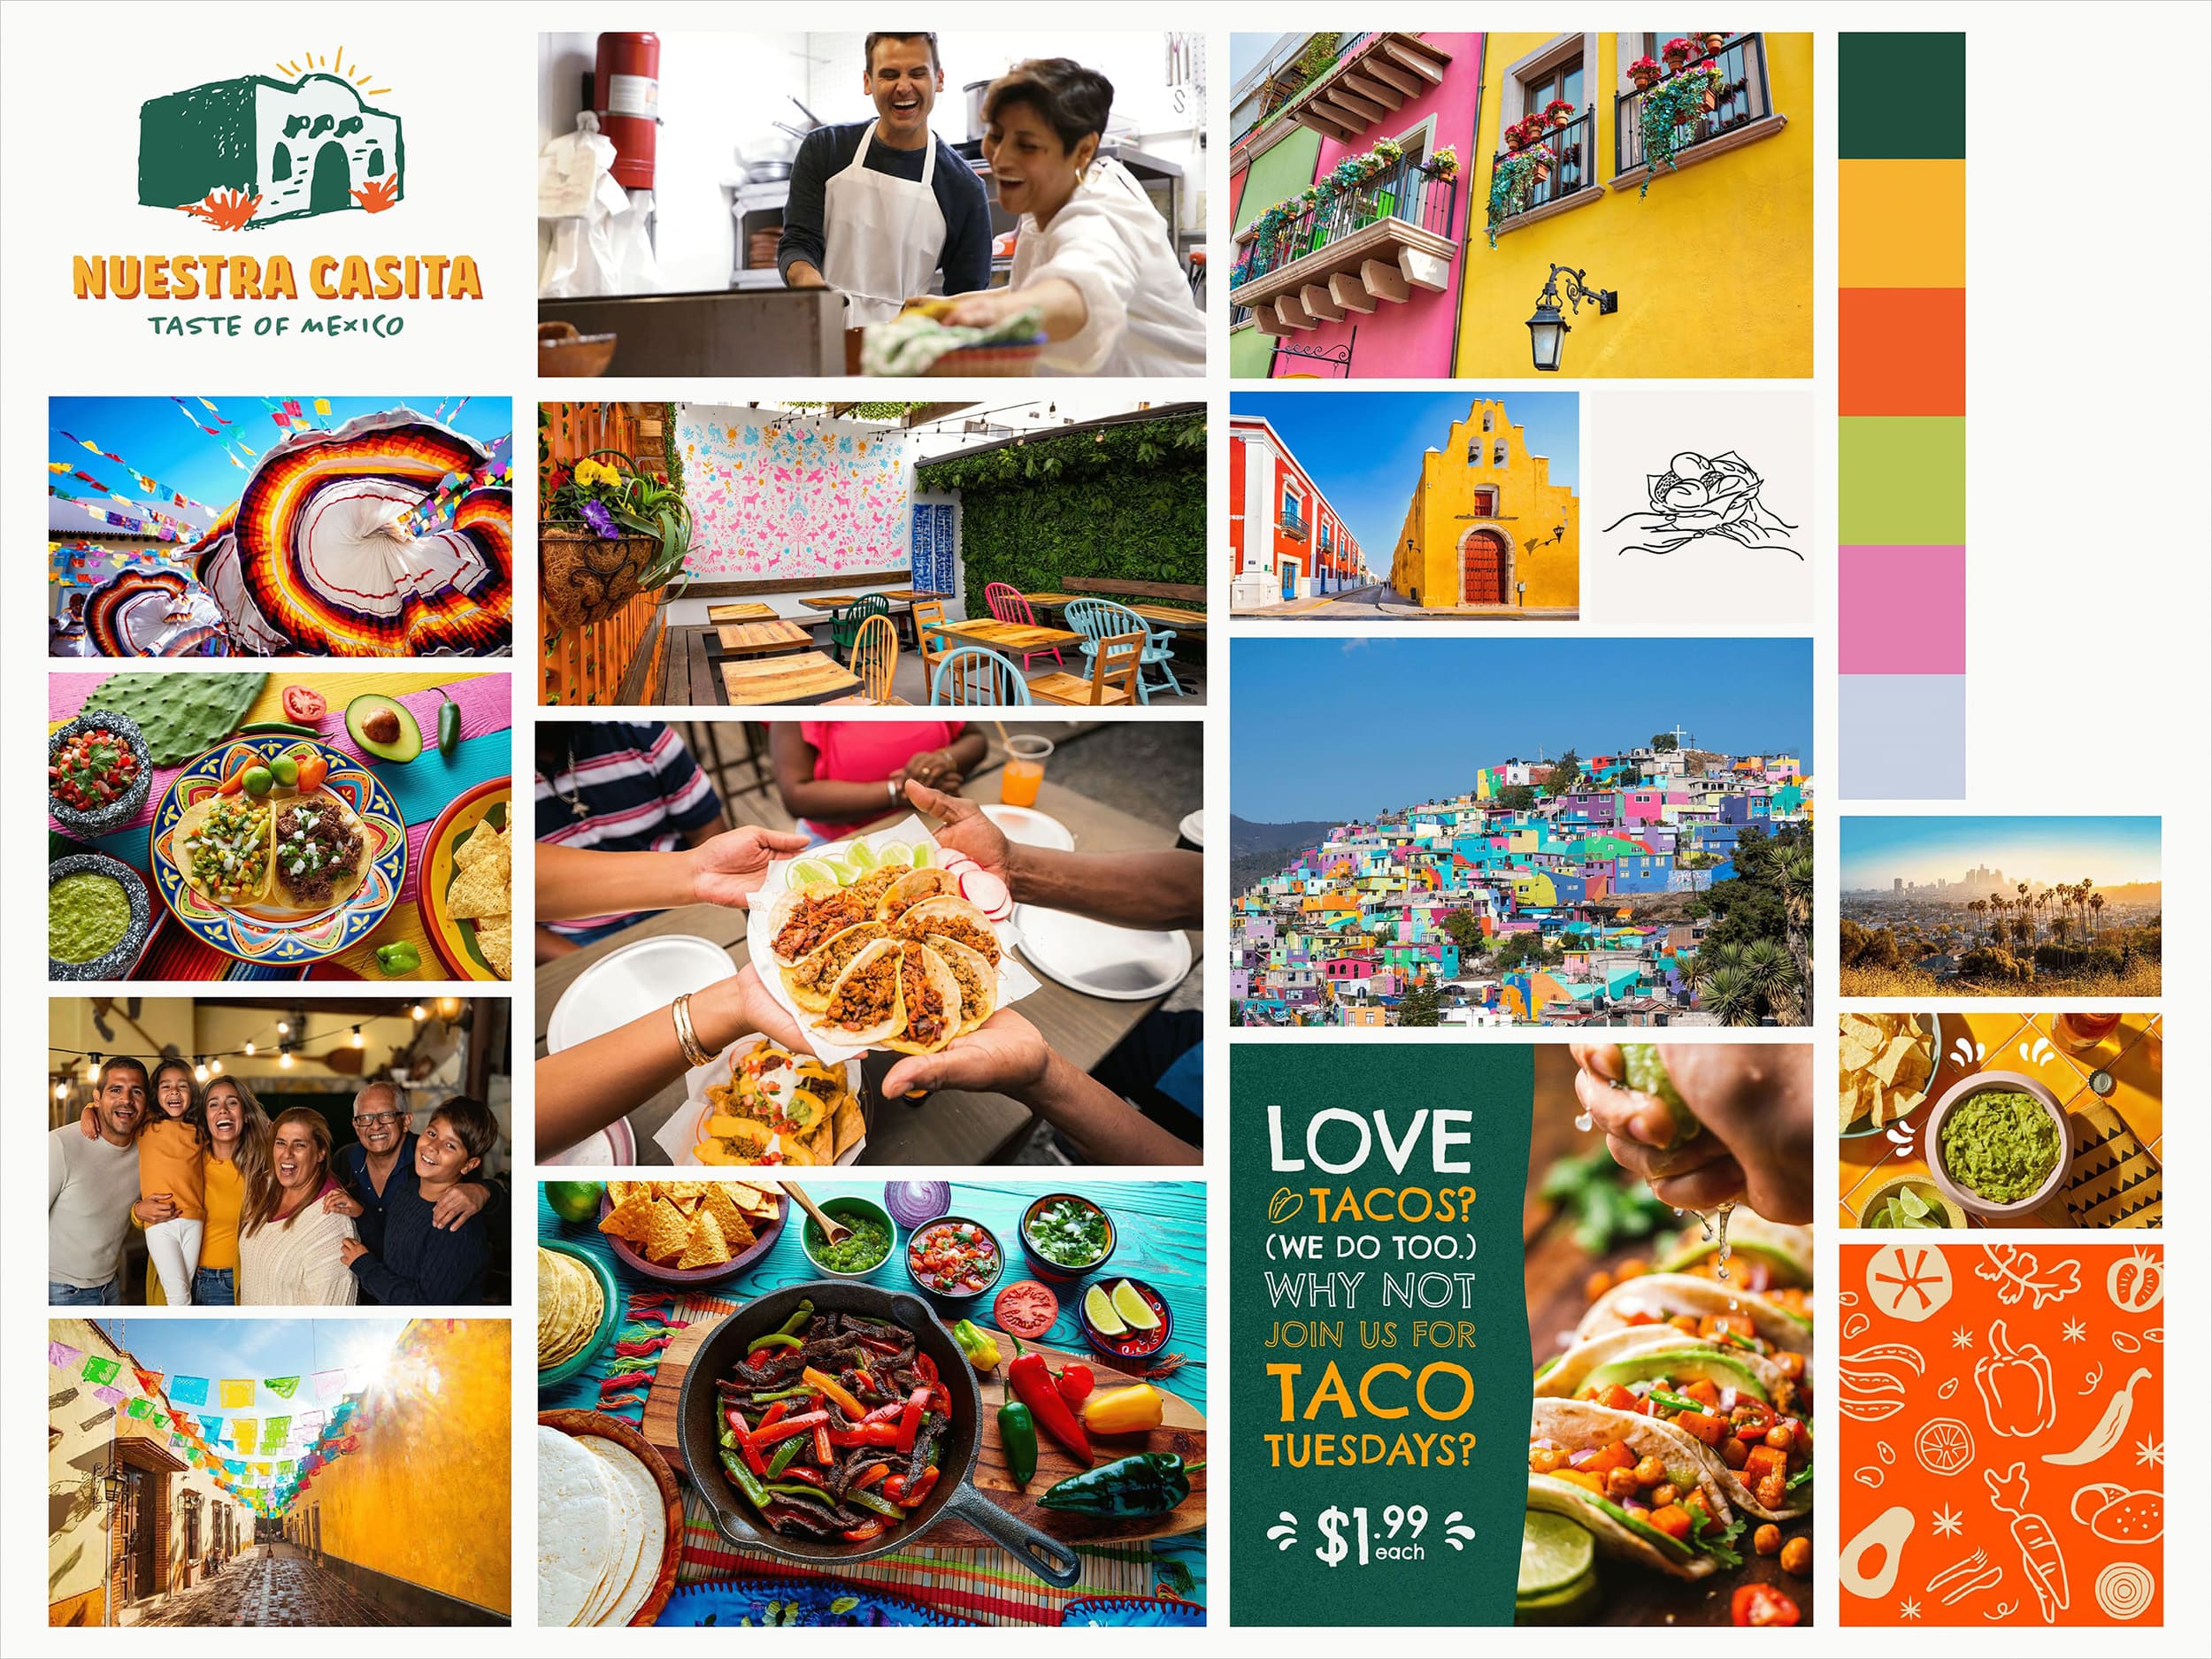 NUESTRA CASITA
TASTE OF MEXICO
LOVE
TACOS?
(WE DO TOO.)
WHY NOT
JOIN US FOR
TACO
TUESDAYS?
$1.99
each